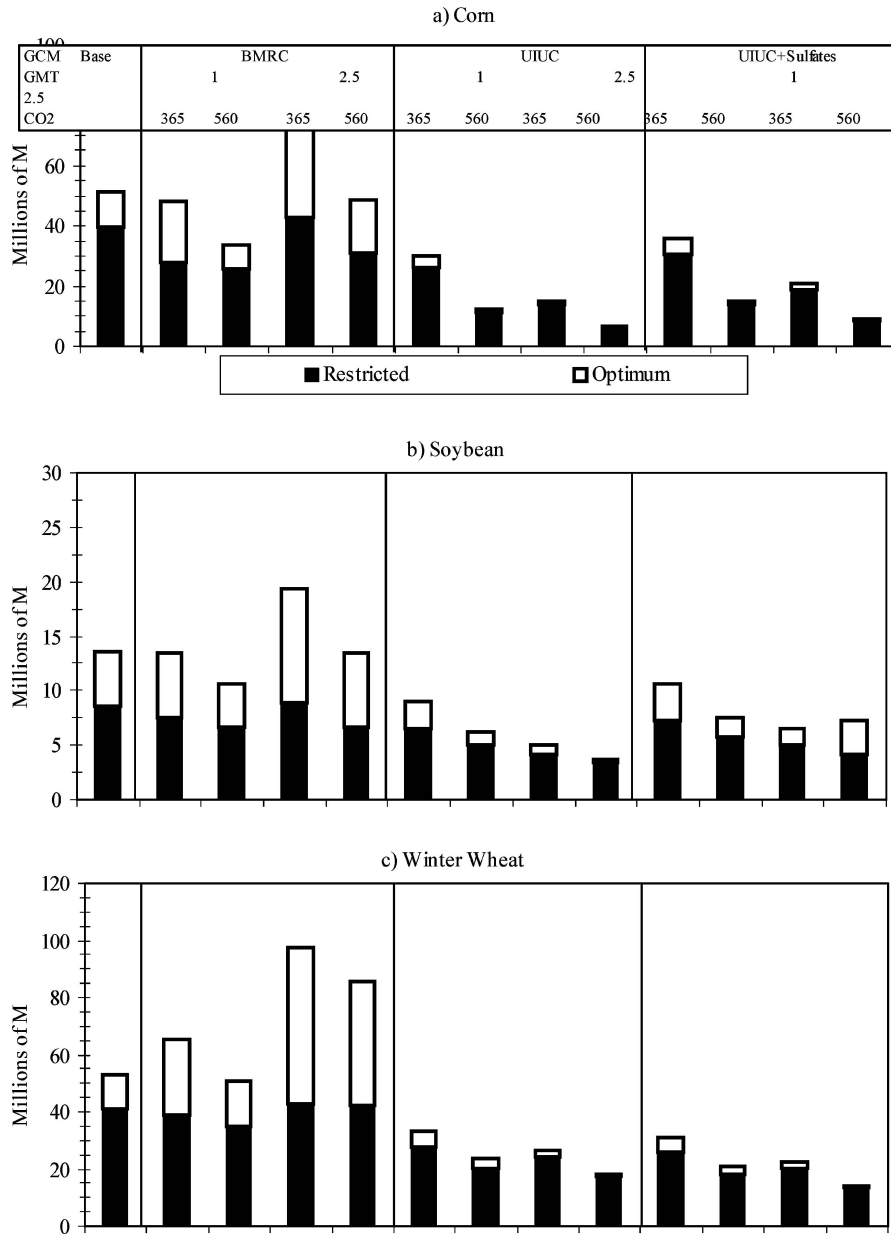 a) Corn
GCM Base BMRC UIUC UIUC+Sulfates
GMT 1 2.5 1 2.5 1
2.5
CO2 365 560 365 560 365 560 365 560 365 560 365 560
60
40
20
0
Millions of M
Restricted Optimum
b) Soybean
30
25
20
15
10
5
0
Millions of M
c) Winter Wheat
120
100
80
60
40
20
0
Millions of M